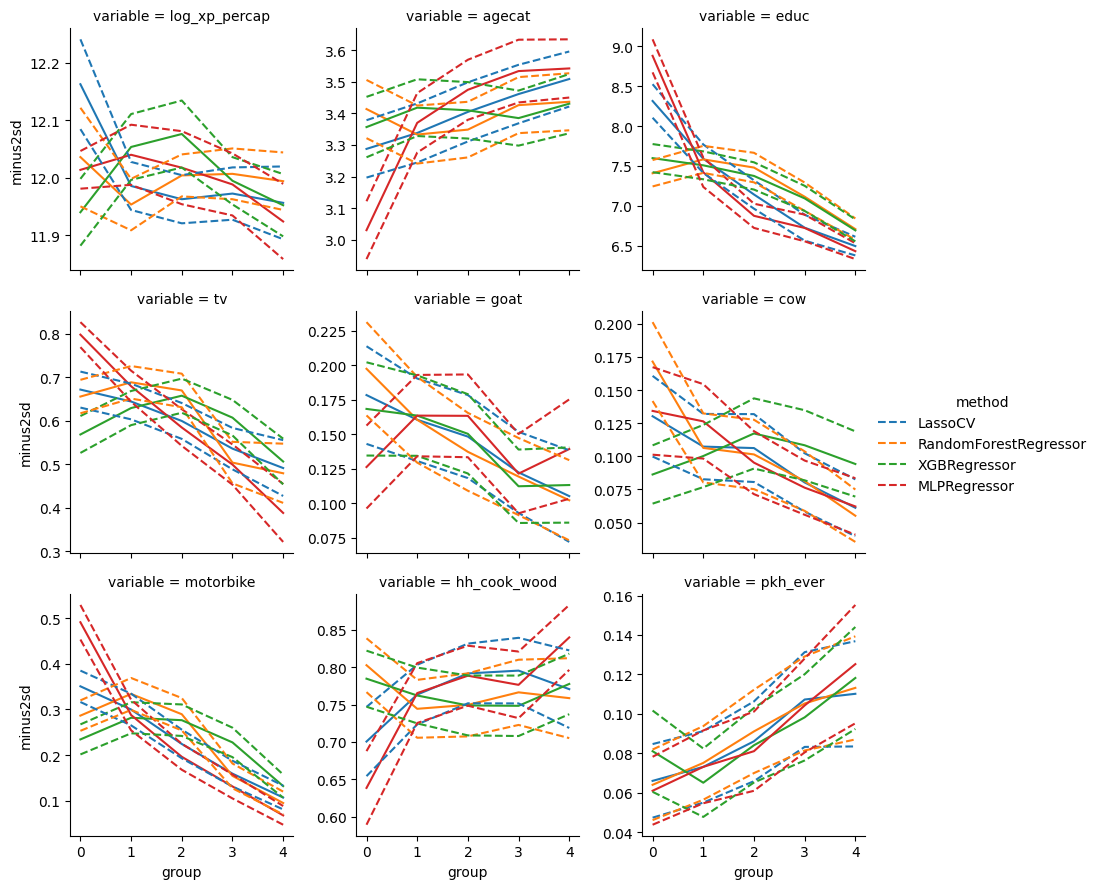 variable = log_xp_percap
variable = agecat
variable = educ
12.2
12.1
12.0
11.9
minus2sd
3.6
3.5
3.4
3.3
3.2
3.1
3.0
9.0
8.5
8.0
7.5
7.0
6.5
variable = tv
variable = goat
variable = cow
0.8
0.7
0.6
0.5
0.4
0.3
minus2sd
0.225
0.200
0.175
0.150
0.125
0.100
0.075
0.200
0.175
0.150
0.125
0.100
0.075
0.050
method
LassoCV
RandomForestRegressor
XGBRegressor
MLPRegressor
variable = motorbike
variable = hh_cook_wood
variable = pkh_ever
0.5
0.4
0.3
0.2
0.1
minus2sd
0.85
0.80
0.75
0.70
0.65
0.60
0.16
0.14
0.12
0.10
0.08
0.06
0.04
0 1 2 3 4
0 1 2 3 4
0 1 2 3 4
group
group
group